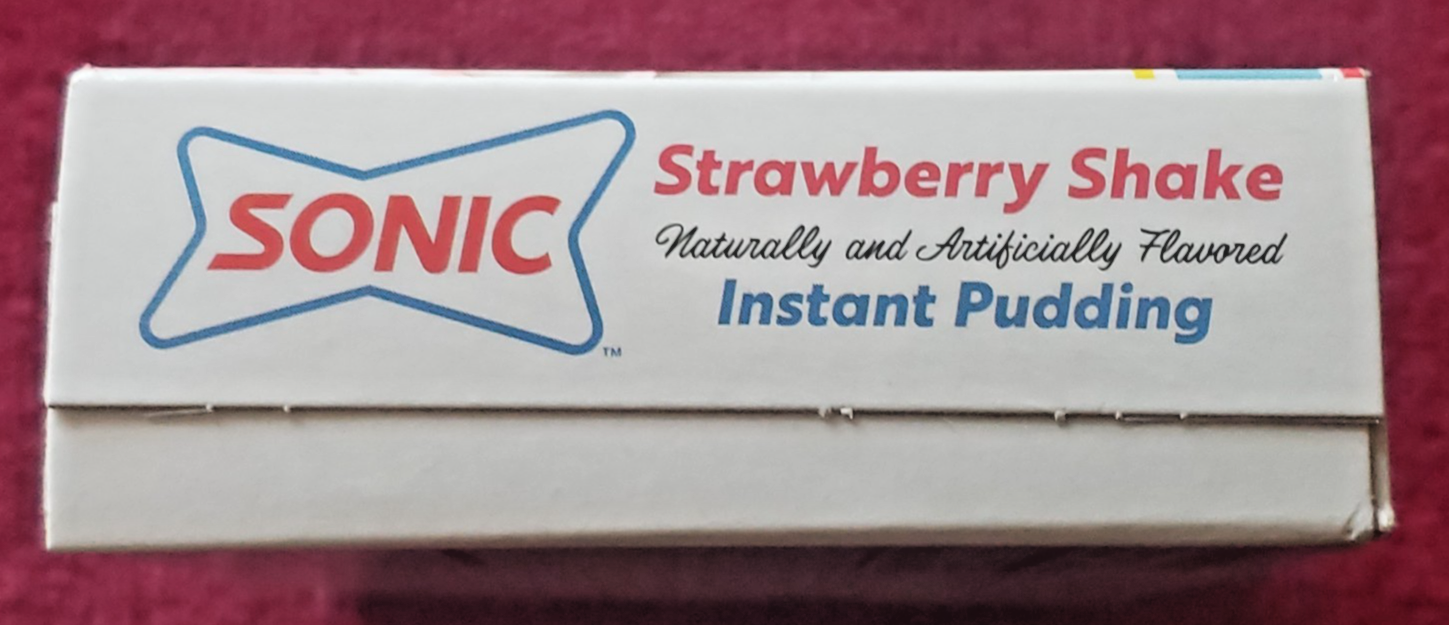 SONIC
TM
Strawberry Shake
Naturally and Artificially Flavored
Instant Pudding